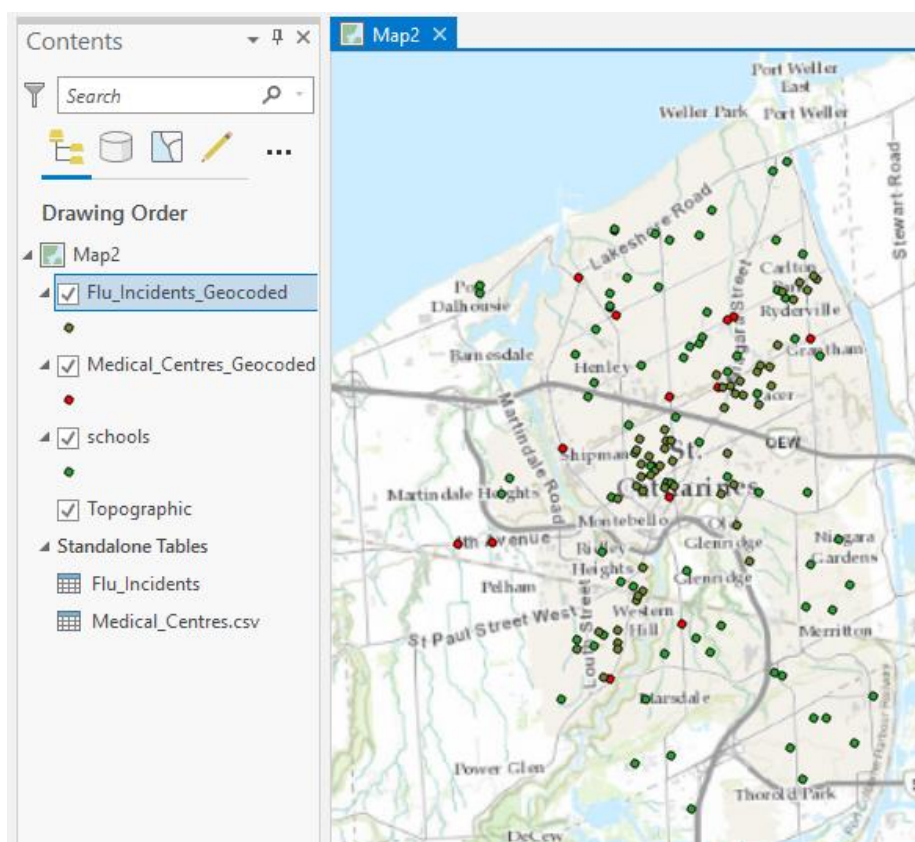 Contents
Map2
Search
Drawing Order
Map2
Flu_Incidents_Geocoded
Medical_Centres_Geocoded
schools
Topographic
Standalone Tables
Flu_Incidents
Medical_Centres.csv
Port Weller
East
Weller Park
Port Weller
Lakeshore Road
Stewart Road
Carlton
Port
Dalhousie
Ryderville
Niagara Street
Barnesdale
Grantham
Henley
Martindale Road
QEW
Shipman
St.
Catharines
Martindale Heights
Montebello
Old
Glenridge
4th Avenue
Ridley
Heights
Niagara
Gardens
Pelham
Glenridge
Louth Street
Western
Hill
St Paul Street West
Merritton
Marsdale
Power Glen
Thorold Park
DeCew